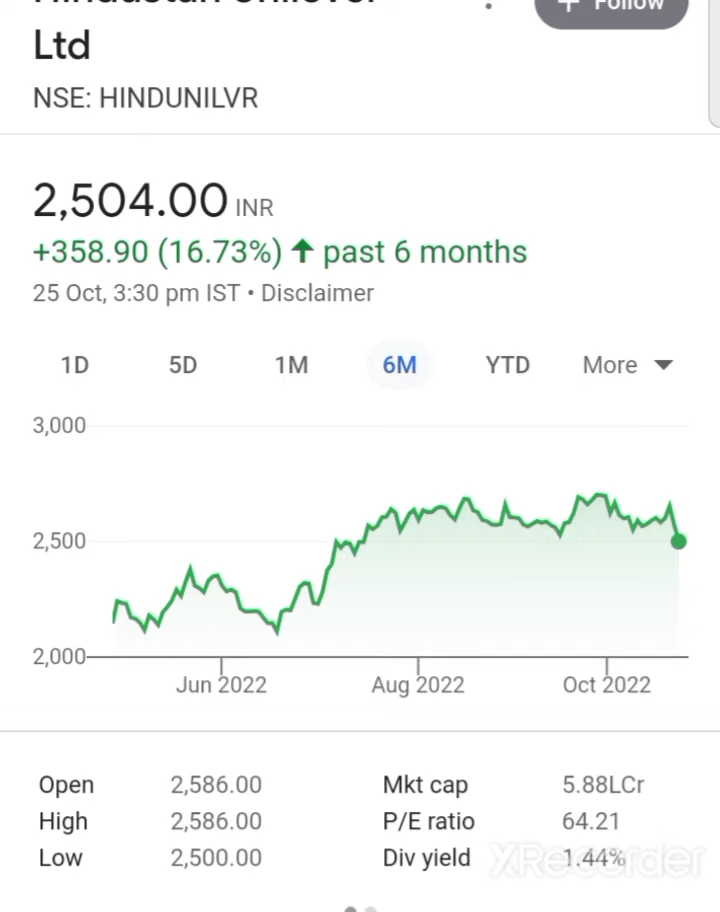 Hindustan Unilever
Follow
Ltd
NSE: HINDUNILVR
2,504.00 INR
+358.90 (16.73%) ↑ past 6 months
25 Oct, 3:30 pm IST • Disclaimer
1D 5D 1M 6M YTD More
3,000
2,500
2,000
Jun 2022 Aug 2022 Oct 2022
Open 2,586.00 Mkt cap 5.88LCr
High 2,586.00 P/E ratio 64.21
Low 2,500.00 Div yield 1.44%
XRecorder